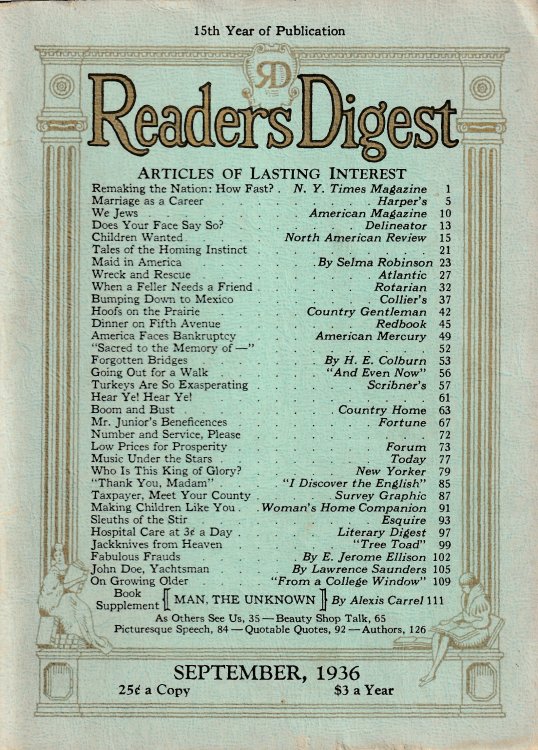 15th Year of Publication
RD
Readers Digest
ARTICLES OF LASTING INTEREST
Remaking the Nation: How Fast? . N. Y. Times Magazine 1
Marriage as a Career . . . . . Harper's 5
We Jews . . . . . American Magazine 10
Does Your Face Say So? . . . . . Delineator 13
Children Wanted . . . . . North American Review 15
Tales of the Homing Instinct . . . . . 21
Maid in America . . . . . By Selma Robinson 23
Wreck and Rescue . . . . . Atlantic 27
When a Feller Needs a Friend . . . . . Rotarian 32
Bumping Down to Mexico . . . . . Collier's 37
Hoofs on the Prairie . . . . . Country Gentleman 42
Dinner on Fifth Avenue . . . . . Redbook 45
America Faces Bankruptcy . . . . . American Mercury 49
"Sacred to the Memory of —" . . . . . 52
Forgotten Bridges . . . . . By H. E. Colburn 53
Going Out for a Walk . . . . . "And Even Now" 56
Turkeys Are So Exasperating . . . . . Scribner's 57
Hear Ye! Hear Ye! . . . . . 61
Boom and Bust . . . . . Country Home 63
Mr. Junior's Beneficences . . . . . Fortune 67
Number and Service, Please . . . . . 72
Low Prices for Prosperity . . . . . Forum 73
Music Under the Stars . . . . . Today 77
Who Is This King of Glory? . . . . . New Yorker 79
"Thank You, Madam" . . . . . "I Discover the English" 85
Taxpayer, Meet Your County . . . . . Survey Graphic 87
Making Children Like You . Woman's Home Companion 91
Sleuths of the Stir . . . . . Esquire 93
Hospital Care at 3¢ a Day . . . . . Literary Digest 97
Jackknives from Heaven . . . . . "Tree Toad" 99
Fabulous Frauds . . . . . By E. Jerome Ellison 102
John Doe, Yachtsman . . . . . By Lawrence Saunders 105
On Growing Older . . . . . "From a College Window" 109
Book Supplement [ MAN, THE UNKNOWN ] By Alexis Carrel 111
As Others See Us, 35 — Beauty Shop Talk, 65
Picturesque Speech, 84 — Quotable Quotes, 92 — Authors, 126
SEPTEMBER, 1936
25¢ a Copy $3 a Year